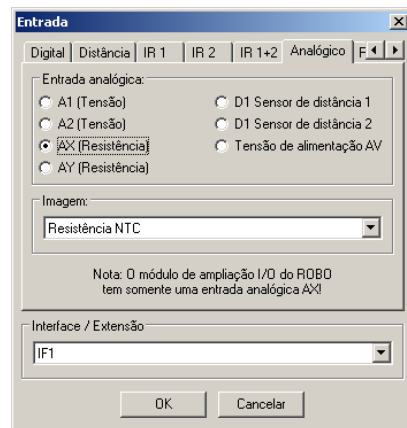 Entrada
Digital Distância IR 1 IR 2 IR 1+2 Analógico F
Entrada analógica:
A1 (Tensão) D1 Sensor de distância 1
A2 (Tensão) D1 Sensor de distância 2
AX (Resistência) Tensão de alimentação AV
AY (Resistência)
Imagem:
Resistência NTC
Nota: O módulo de ampliação I/O do ROBO
tem somente uma entrada analógica AX!
Interface / Extensão
IF1
OK Cancelar